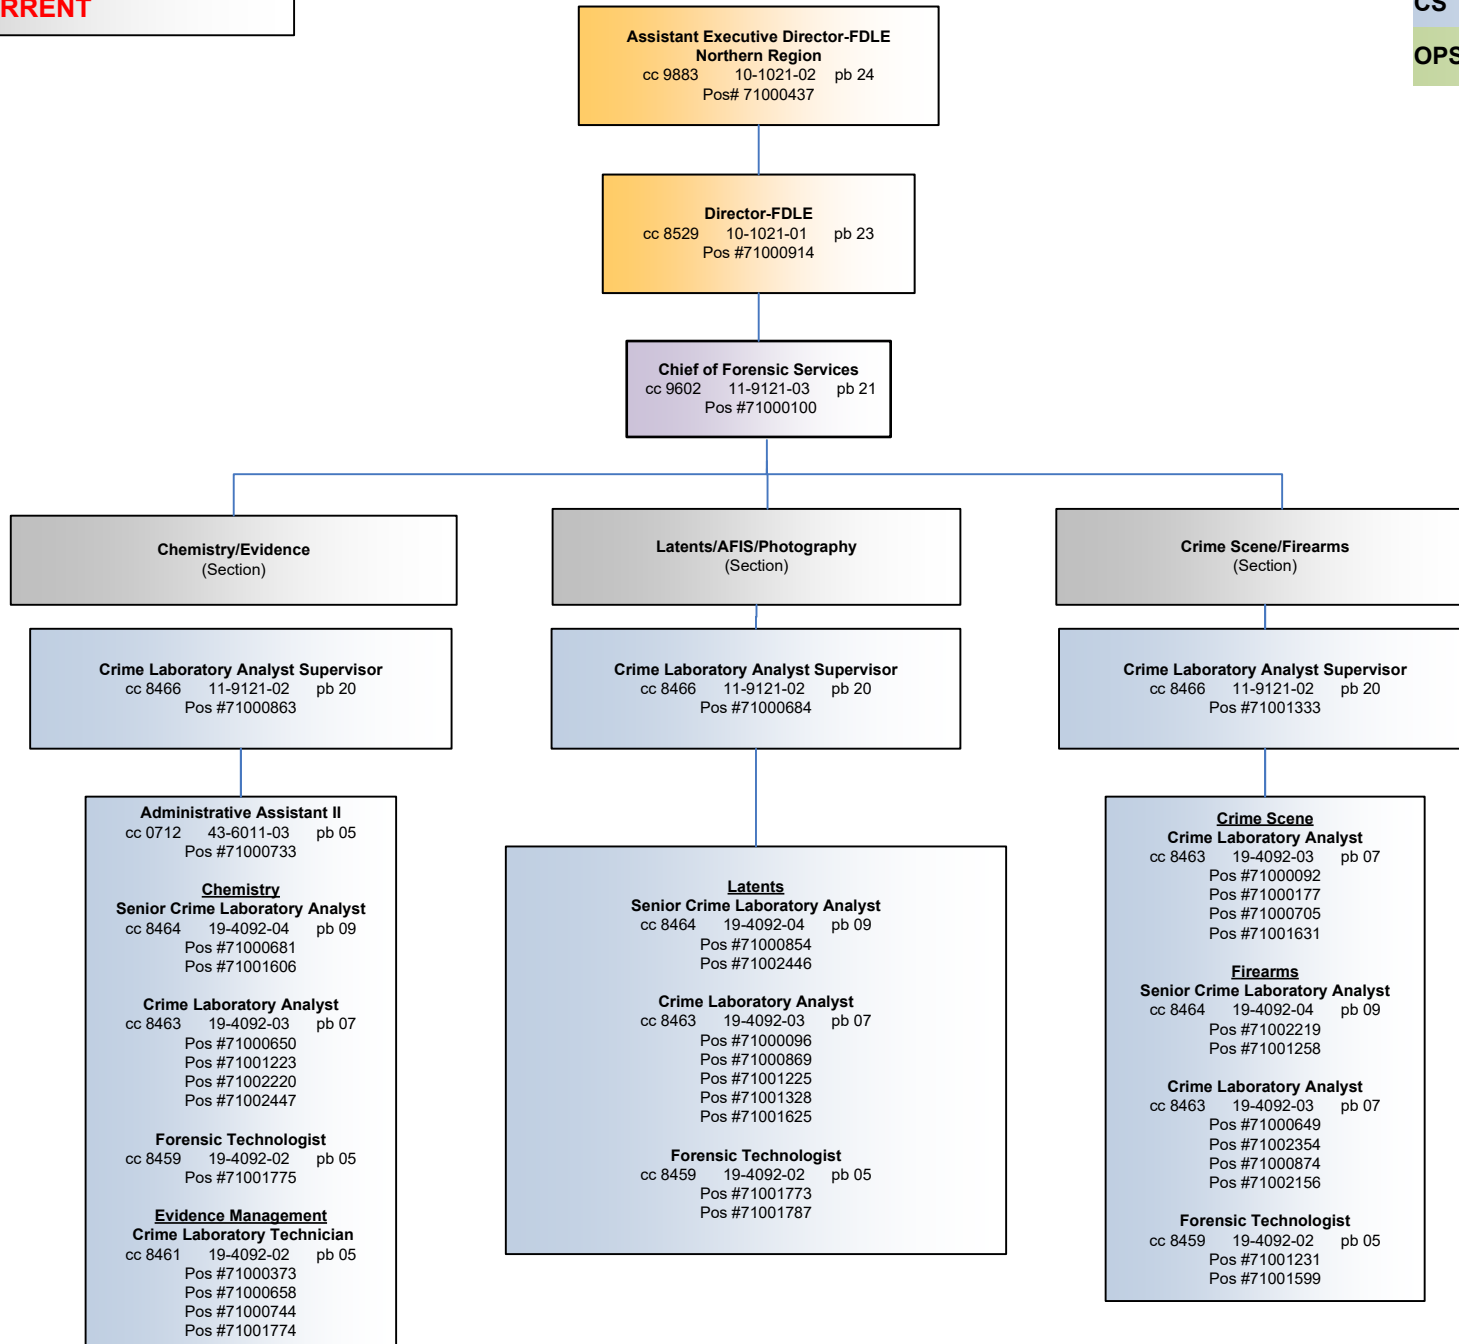 RRENT
CS
OPS
Assistant Executive Director-FDLE
Northern Region
cc 9883 10-1021-02 pb 24
Pos# 71000437
Director-FDLE
cc 8529 10-1021-01 pb 23
Pos #71000914
Chief of Forensic Services
cc 9602 11-9121-03 pb 21
Pos #71000100
Chemistry/Evidence
(Section)
Crime Laboratory Analyst Supervisor
cc 8466 11-9121-02 pb 20
Pos #71000863
Administrative Assistant II
cc 0712 43-6011-03 pb 05
Pos #71000733
Chemistry
Senior Crime Laboratory Analyst
cc 8464 19-4092-04 pb 09
Pos #71000681
Pos #71001606
Crime Laboratory Analyst
cc 8463 19-4092-03 pb 07
Pos #71000650
Pos #71001223
Pos #71002220
Pos #71002447
Forensic Technologist
cc 8459 19-4092-02 pb 05
Pos #71001775
Evidence Management
Crime Laboratory Technician
cc 8461 19-4092-02 pb 05
Pos #71000373
Pos #71000658
Pos #71000744
Pos #71001774
Latents/AFIS/Photography
(Section)
Crime Laboratory Analyst Supervisor
cc 8466 11-9121-02 pb 20
Pos #71000684
Latents
Senior Crime Laboratory Analyst
cc 8464 19-4092-04 pb 09
Pos #71000854
Pos #71002446
Crime Laboratory Analyst
cc 8463 19-4092-03 pb 07
Pos #71000096
Pos #71000869
Pos #71001225
Pos #71001328
Pos #71001625
Forensic Technologist
cc 8459 19-4092-02 pb 05
Pos #71001773
Pos #71001787
Crime Scene/Firearms
(Section)
Crime Laboratory Analyst Supervisor
cc 8466 11-9121-02 pb 20
Pos #71001333
Crime Scene
Crime Laboratory Analyst
cc 8463 19-4092-03 pb 07
Pos #71000092
Pos #71000177
Pos #71000705
Pos #71001631
Firearms
Senior Crime Laboratory Analyst
cc 8464 19-4092-04 pb 09
Pos #71002219
Pos #71001258
Crime Laboratory Analyst
cc 8463 19-4092-03 pb 07
Pos #71000649
Pos #71002354
Pos #71000874
Pos #71002156
Forensic Technologist
cc 8459 19-4092-02 pb 05
Pos #71001231
Pos #71001599